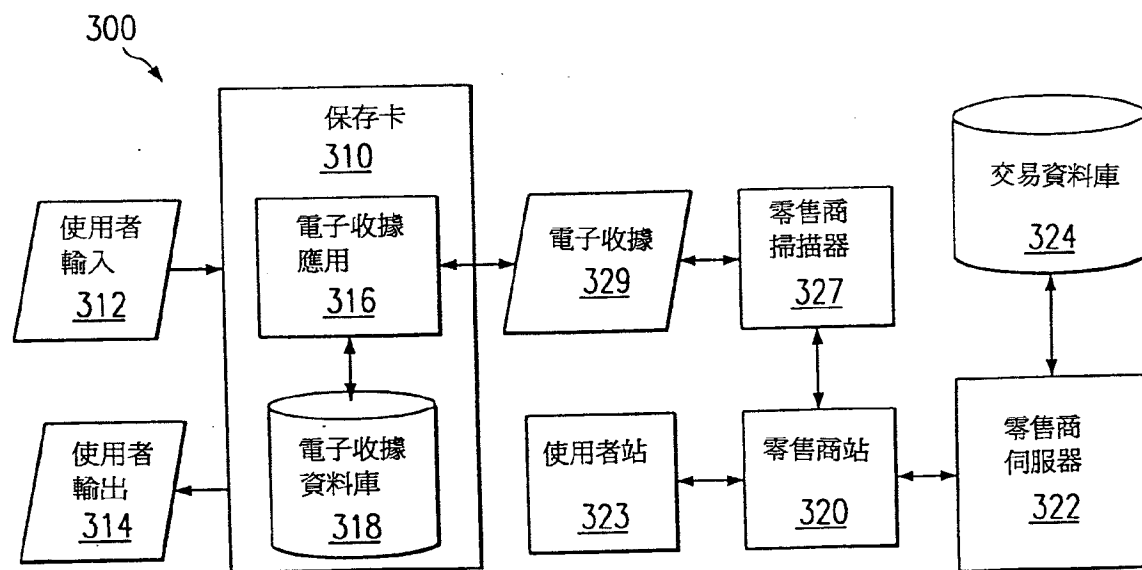 300
保存卡
310
使用者
輸入
312
電子收據
應用
316
電子收據
329
零售商
掃描器
327
交易資料庫
324
使用者
輸出
314
電子收據
資料庫
318
使用者站
323
零售商站
320
零售商
伺服器
322